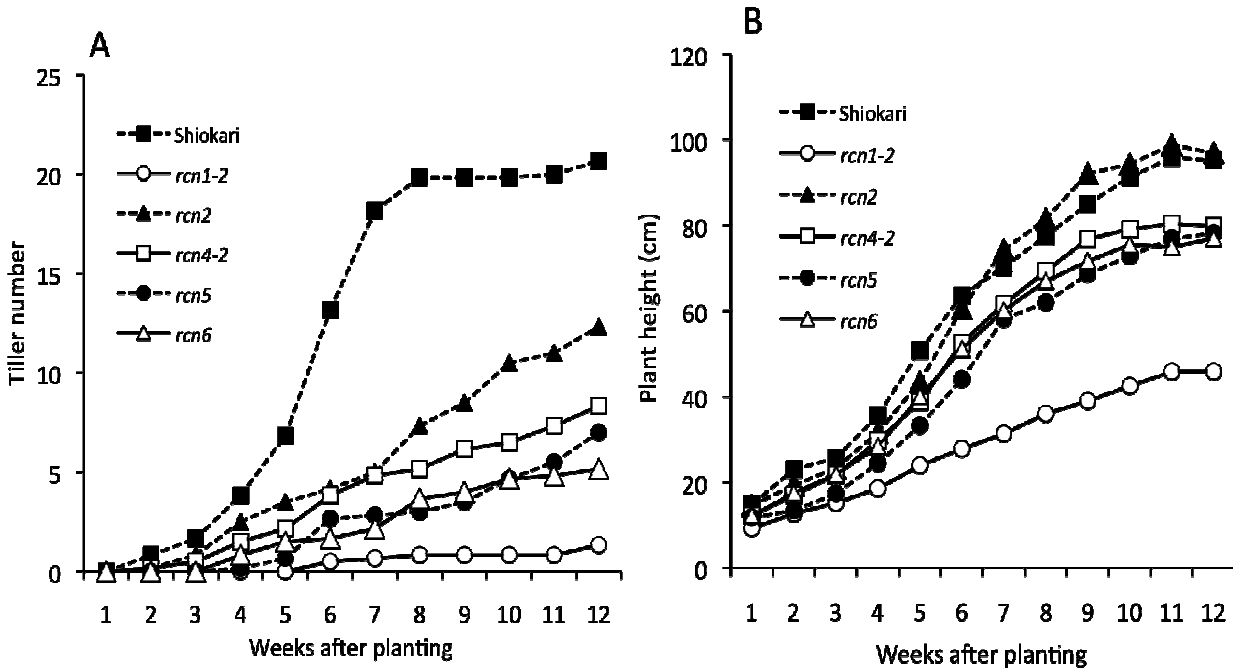 A
Tiller number
25
20
15
10
5
0
Shiokari
rcn1-2
rcn2
rcn4-2
rcn5
rcn6
1 2 3 4 5 6 7 8 9 10 11 12
Weeks after planting
B
Plant height (cm)
120
100
80
60
40
20
0
Shiokari
rcn1-2
rcn2
rcn4-2
rcn5
rcn6
1 2 3 4 5 6 7 8 9 10 11 12
Weeks after planting